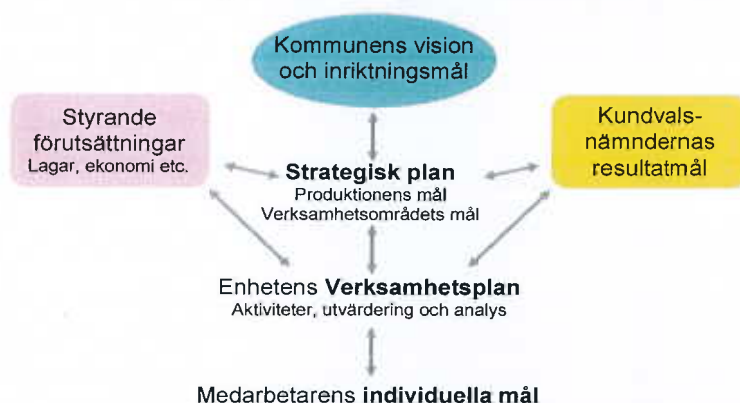 Kommunens vision
och inriktningsmål
Styrande
förutsättningar
Lagar, ekonomi etc.
Kundvals-
nämndernas
resultatmål
Strategisk plan
Produktionens mål
Verksamhetsområdets mål
Enhetens Verksamhetsplan
Aktiviteter, utvärdering och analys
Medarbetarens individuella mål